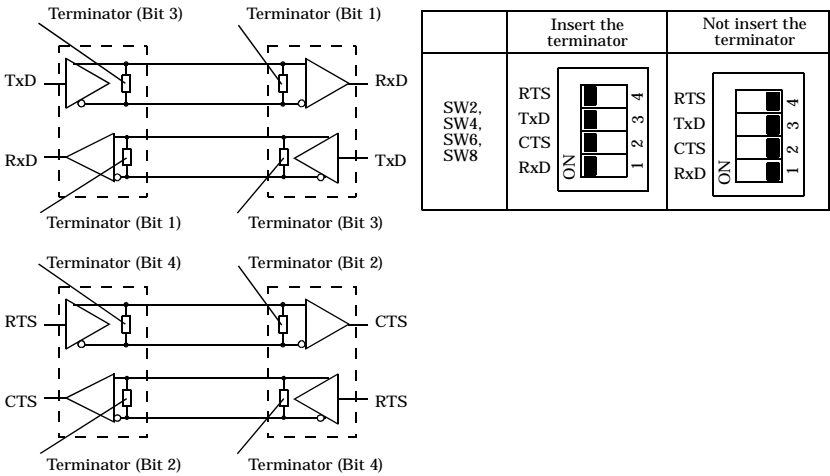 Terminator (Bit 3)
Terminator (Bit 1)
TxD
RxD
RxD
TxD
Terminator (Bit 1)
Terminator (Bit 3)
Terminator (Bit 4)
Terminator (Bit 2)
RTS
CTS
CTS
RTS
Terminator (Bit 2)
Terminator (Bit 4)
Insert the
terminator
Not insert the
terminator
SW2,
SW4,
SW6,
SW8
RTS
TxD
CTS
RxD
ON
4
3
2
1
RTS
TxD
CTS
RxD
ON
4
3
2
1